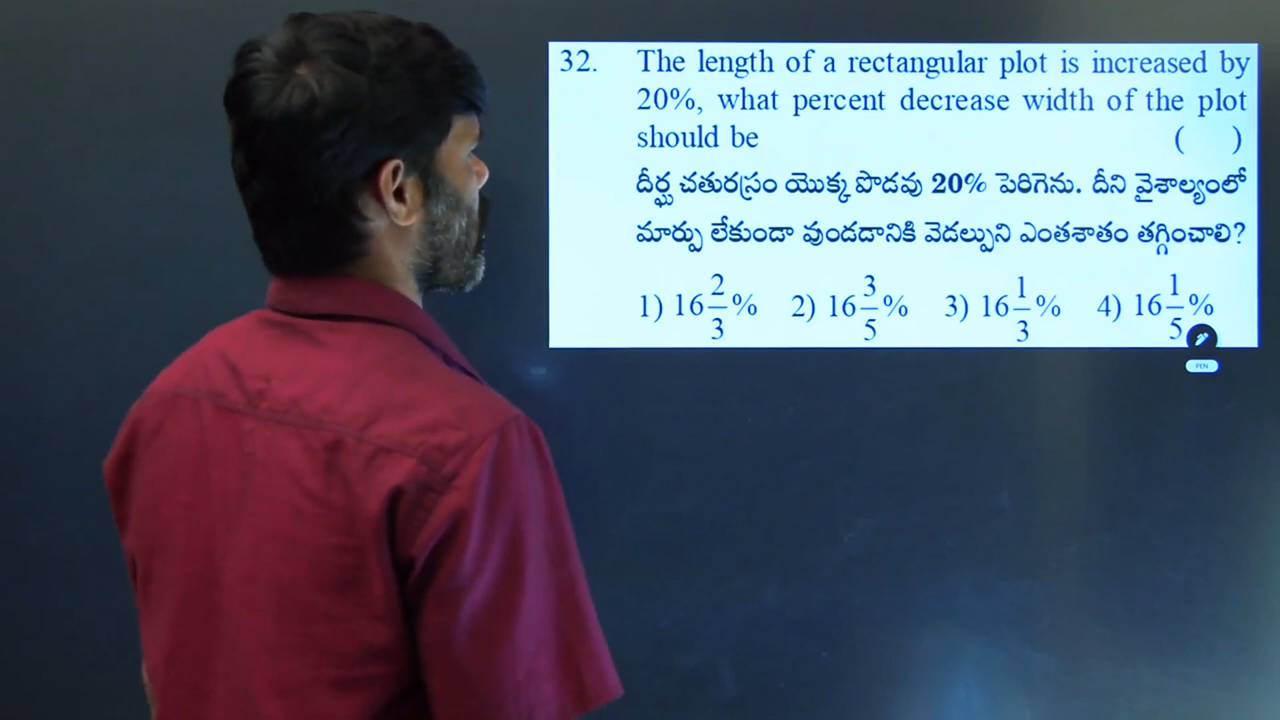 32. The length of a rectangular plot is increased by
20%, what percent decrease width of the plot
should be ( )
దీర్ఘ చతురస్రం యొక్క పొడవు 20% పెరిగెను. దీని వైశాల్యంలో
మార్పు లేకుండా వుండడానికి వెడల్పుని ఎంతశాతం తగ్గించాలి?
1) 16 2/3 % 2) 16 3/5 % 3) 16 1/3 % 4) 16 1/5 %
PEN